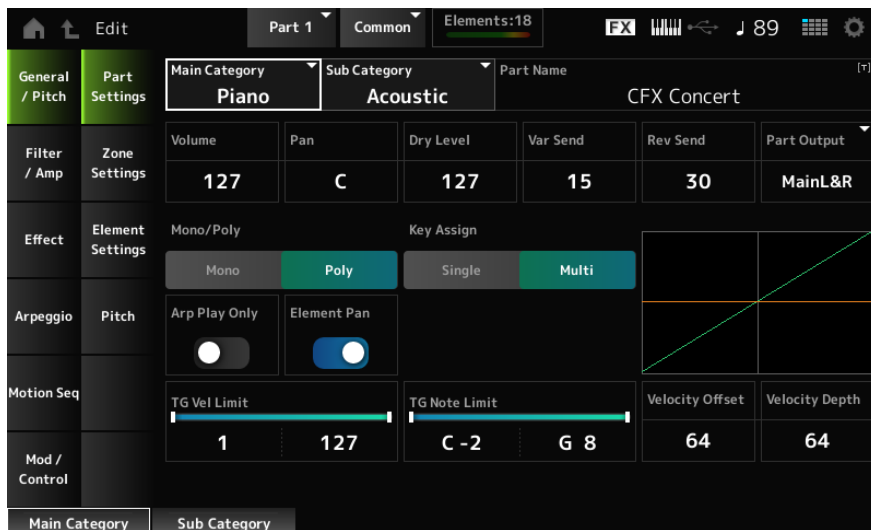 Edit
Part 1
Common
Elements:18
FX
♩ 89
General
/ Pitch
Part
Settings
Main Category
Piano
Sub Category
Acoustic
Part Name
[T]
CFX Concert
Filter
/ Amp
Zone
Settings
Volume
127
Pan
C
Dry Level
127
Var Send
15
Rev Send
30
Part Output
MainL&R
Effect
Element
Settings
Mono/Poly
Mono
Poly
Key Assign
Single
Multi
Arpeggio
Pitch
Arp Play Only
Element Pan
Motion Seq
TG Vel Limit
1
127
TG Note Limit
C -2
G 8
Velocity Offset
64
Velocity Depth
64
Mod /
Control
Main Category
Sub Category